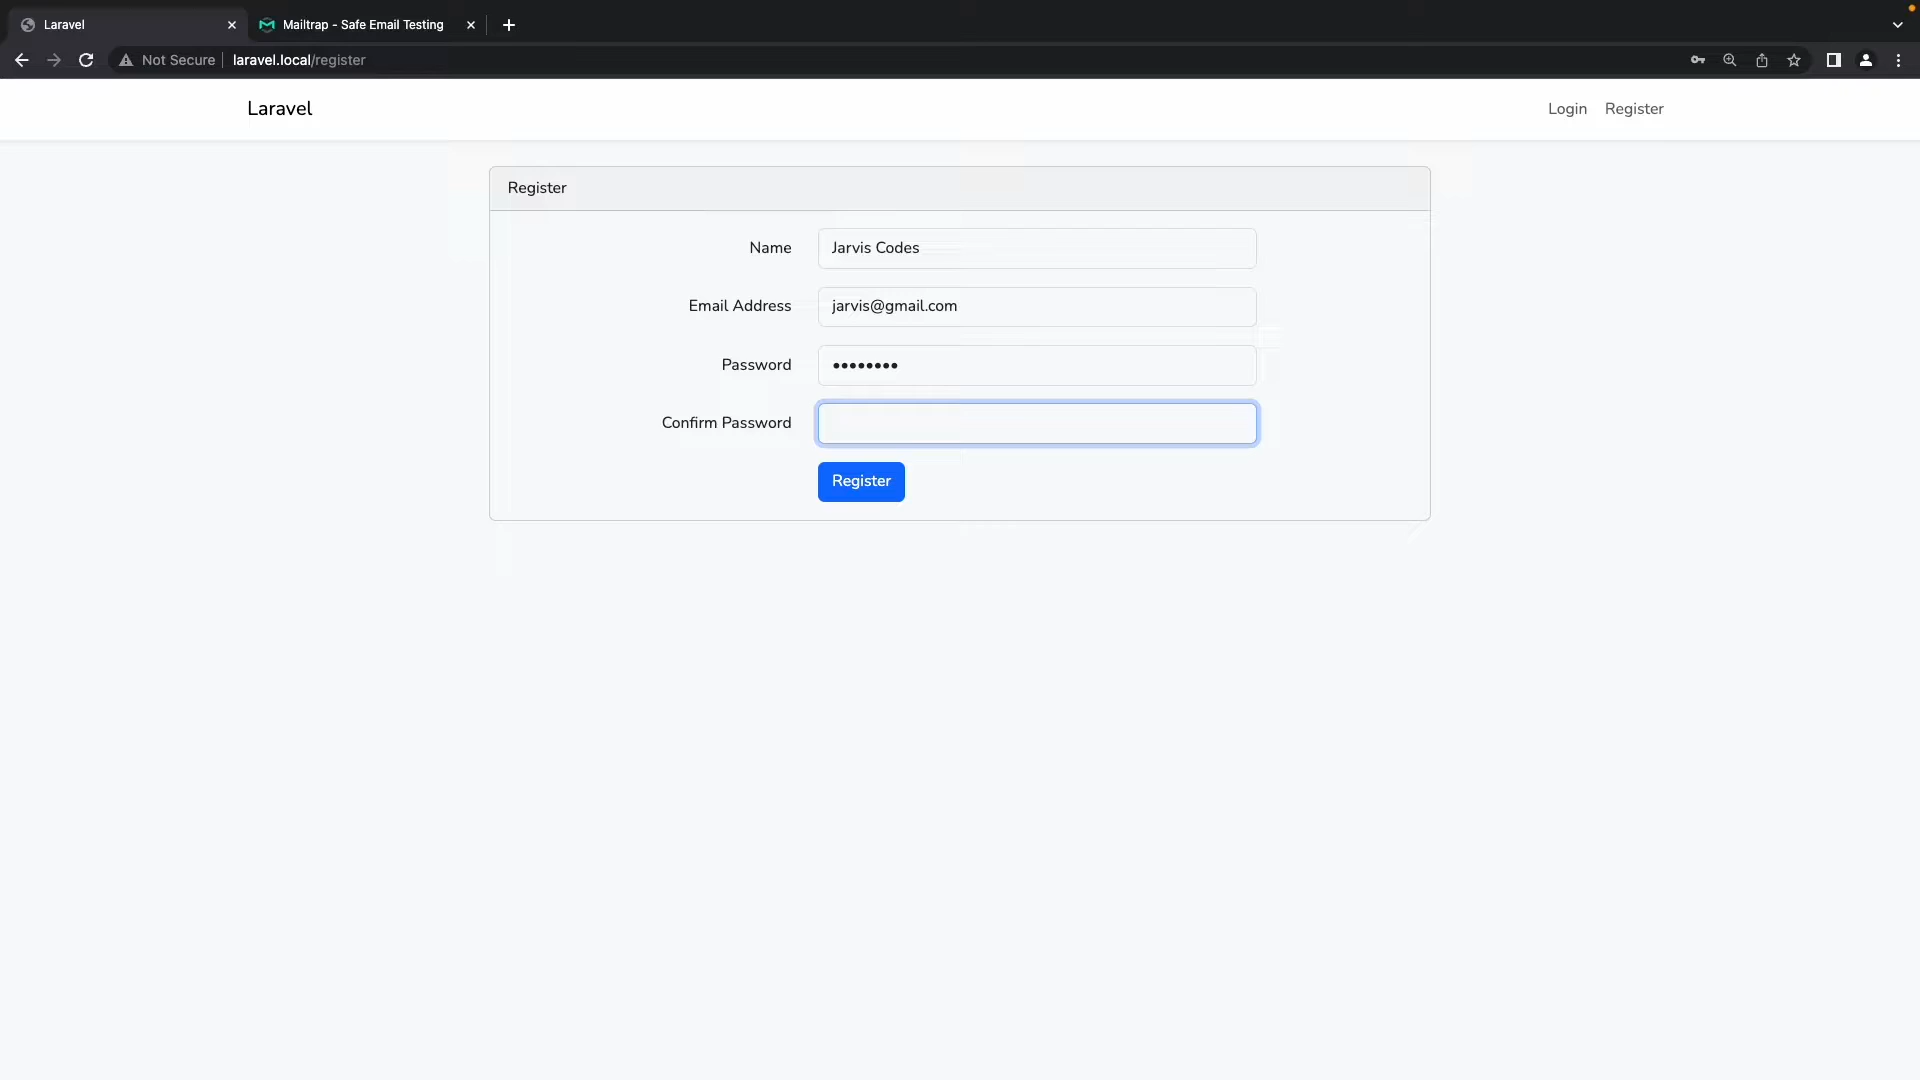 Laravel
Mailtrap - Safe Email Testing
Not Secure laravel.local/register
Laravel
Login Register
Register
Name Jarvis Codes
Email Address jarvis@gmail.com
Password ••••••••
Confirm Password
Register